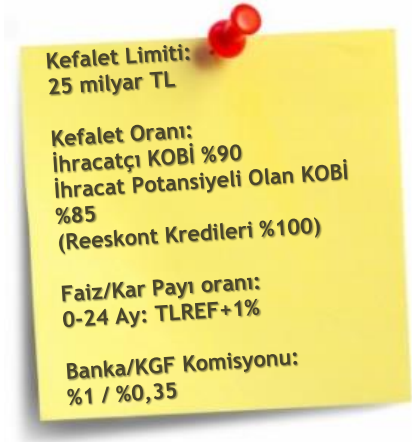 Kefalet Limiti:
25 milyar TL
Kefalet Oranı:
İhracatçı KOBİ %90
İhracat Potansiyeli Olan KOBİ
%85
(Reeskont Kredileri %100)
Faiz/Kar Payı oranı:
0-24 Ay: TLREF+1%
Banka/KGF Komisyonu:
%1 / %0,35